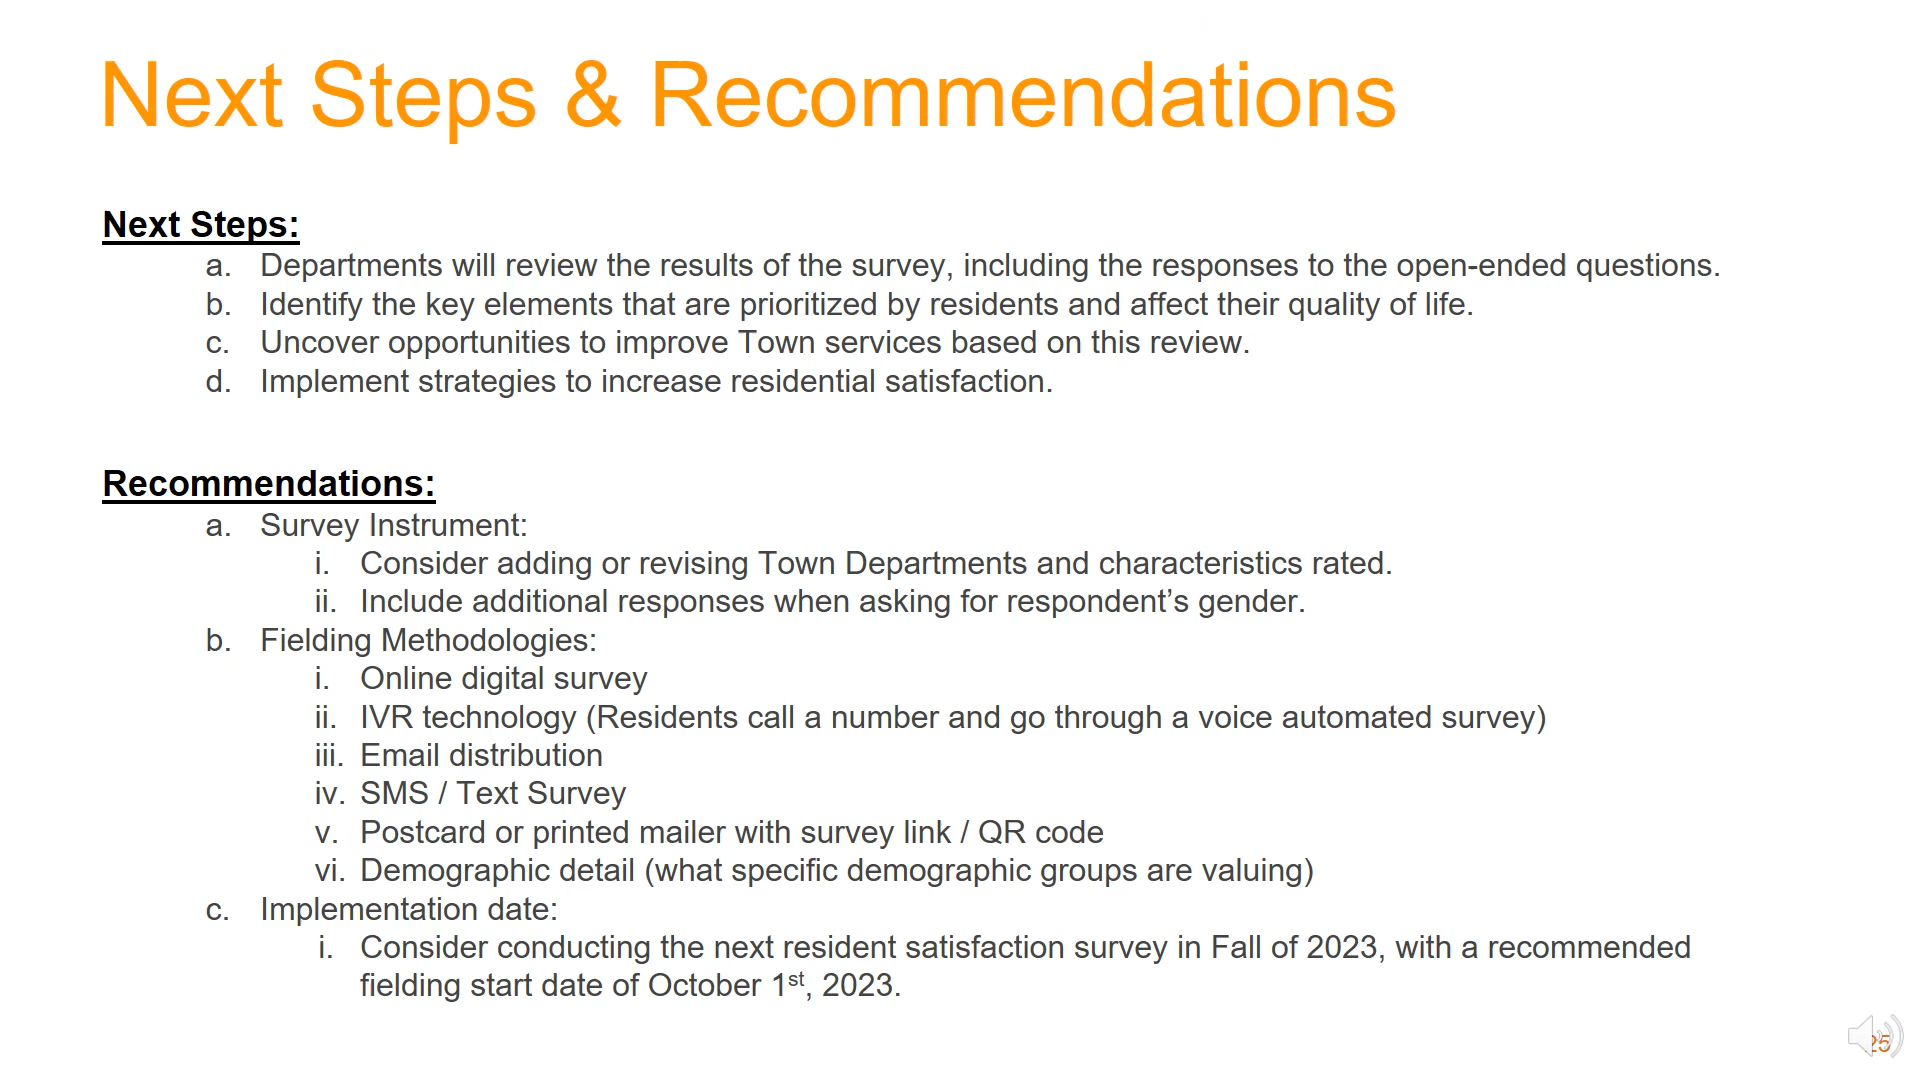 Next Steps & Recommendations
Next Steps:
a. Departments will review the results of the survey, including the responses to the open-ended questions.
b. Identify the key elements that are prioritized by residents and affect their quality of life.
c. Uncover opportunities to improve Town services based on this review.
d. Implement strategies to increase residential satisfaction.
Recommendations:
a. Survey Instrument:
i. Consider adding or revising Town Departments and characteristics rated.
ii. Include additional responses when asking for respondent’s gender.
b. Fielding Methodologies:
i. Online digital survey
ii. IVR technology (Residents call a number and go through a voice automated survey)
iii. Email distribution
iv. SMS / Text Survey
v. Postcard or printed mailer with survey link / QR code
vi. Demographic detail (what specific demographic groups are valuing)
c. Implementation date:
i. Consider conducting the next resident satisfaction survey in Fall of 2023, with a recommended
fielding start date of October 1st, 2023.
25